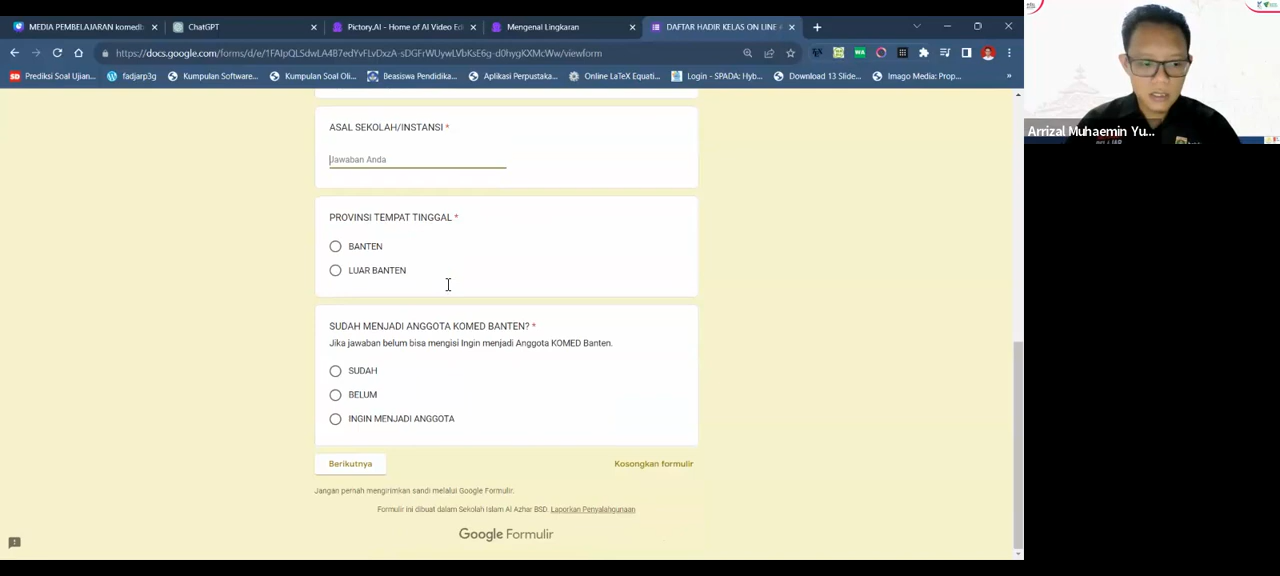 MEDIA PEMBELAJARAN komedb
ChatGPT
Pictory.AI - Home of AI Video Edi
Mengenal Lingkaran
DAFTAR HADIR KELAS ON LINE
https://docs.google.com/forms/d/e/
/viewform
Prediksi Soal Ujian...
fadjarp3g
Kumpulan Software...
Kumpulan Soal Oli...
Beasiswa Pendidika...
Aplikasi Perpustaka...
Online LaTeX Equati...
Login - SPADA: Hyb...
Download 13 Slide...
Imago Media: Prop...
»
ASAL SEKOLAH/INSTANSI *
Jawaban Anda
PROVINSI TEMPAT TINGGAL *
BANTEN
LUAR BANTEN
SUDAH MENJADI ANGGOTA KOMED BANTEN? *
Jika jawaban belum bisa mengisi Ingin menjadi Anggota KOMED Banten.
SUDAH
BELUM
INGIN MENJADI ANGGOTA
Berikutnya
Kosongkan formulir
Jangan pernah mengirimkan sandi melalui Google Formulir.
Formulir ini dibuat dalam Sekolah Islam Al Azhar BSD. Laporkan Penyalahgunaan
Google Formulir
Arrizal Muhaemin Yu...